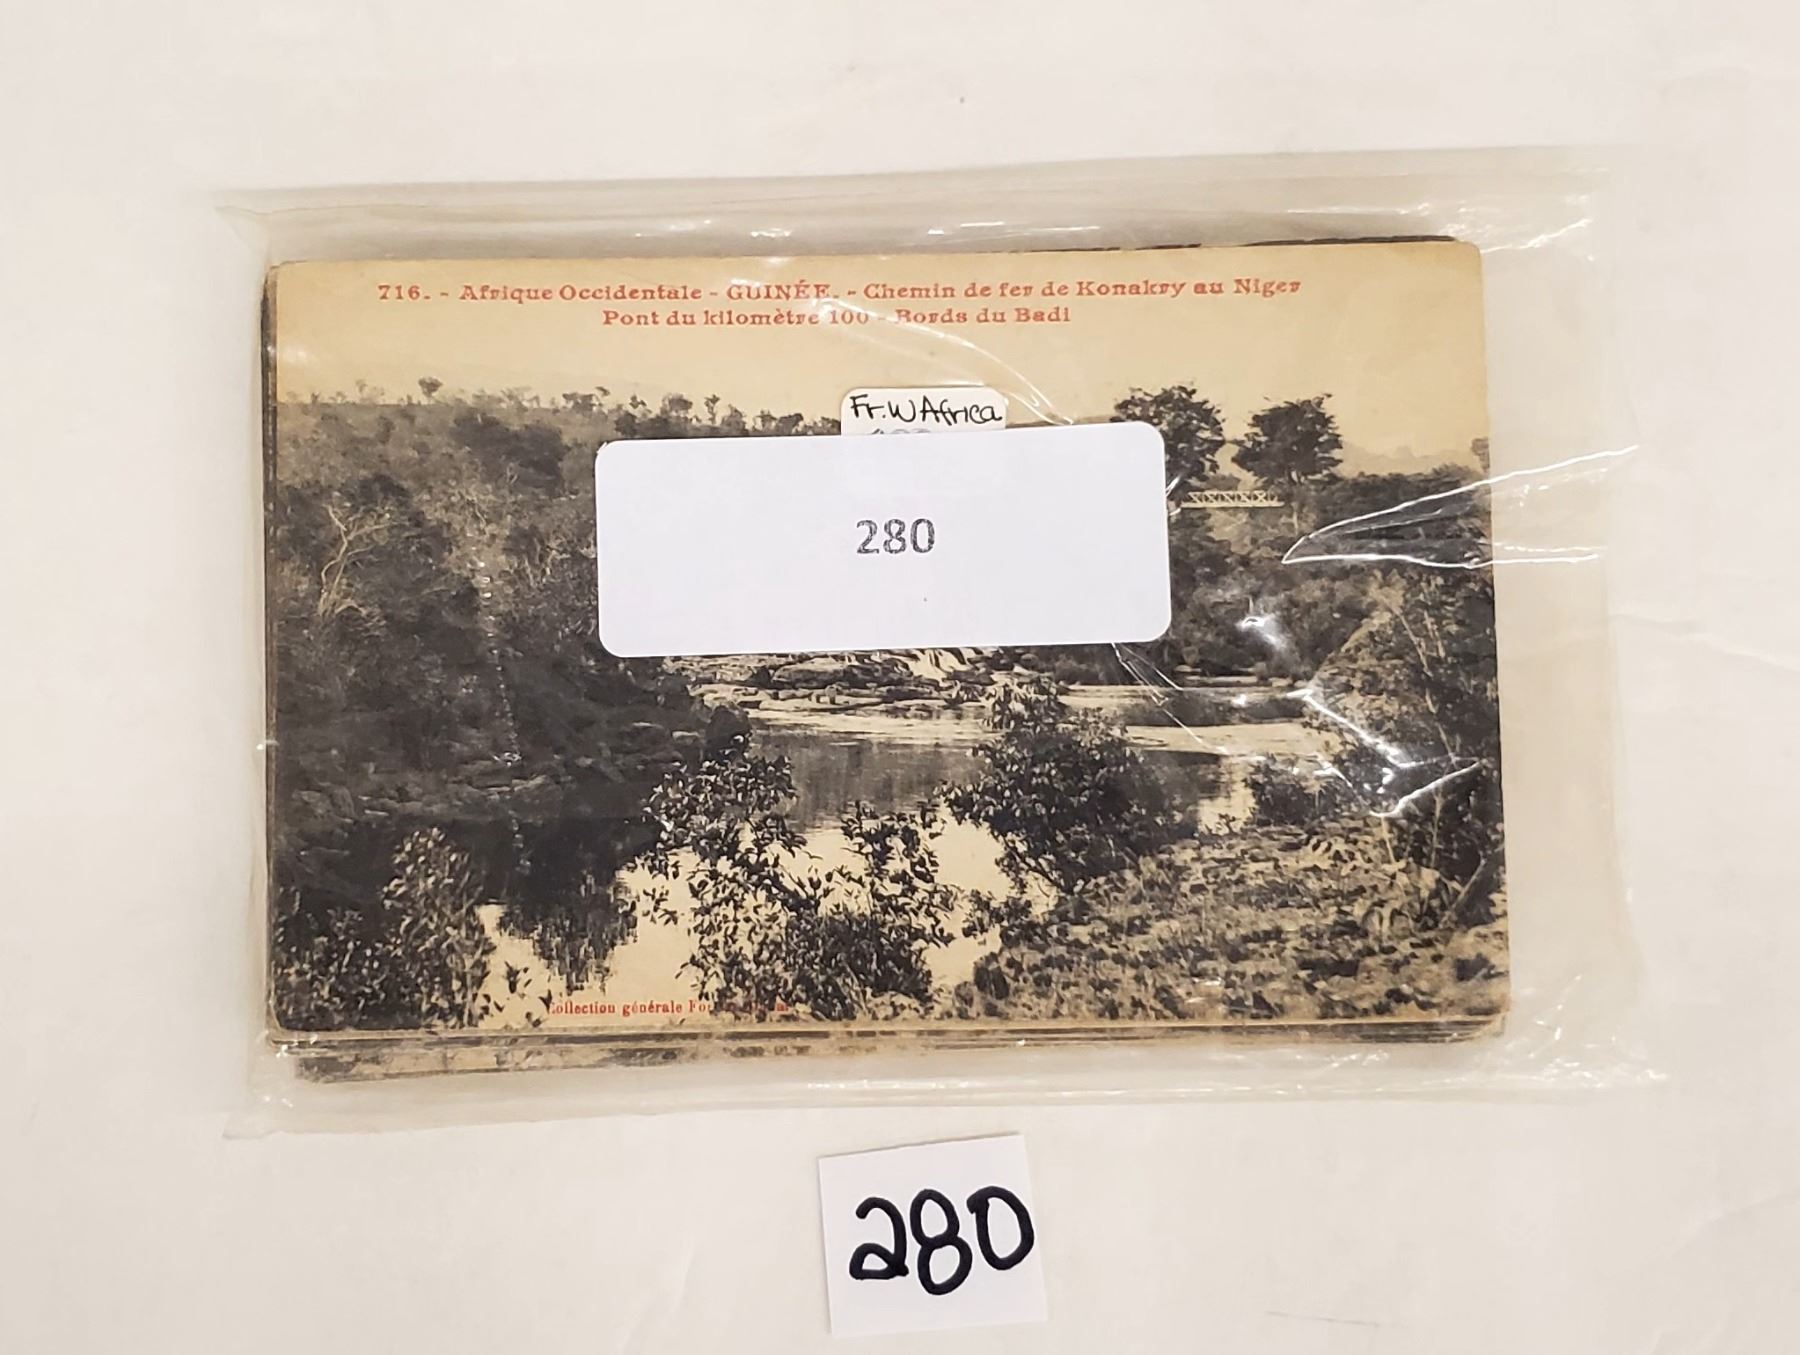 716. - Afrique Occidentale - GUINÉE. - Chemin de fer de Konakry au Niger
Pont du kilomètre 100 - Bords du Badi
Fr. W Africa
280
Collection générale
280